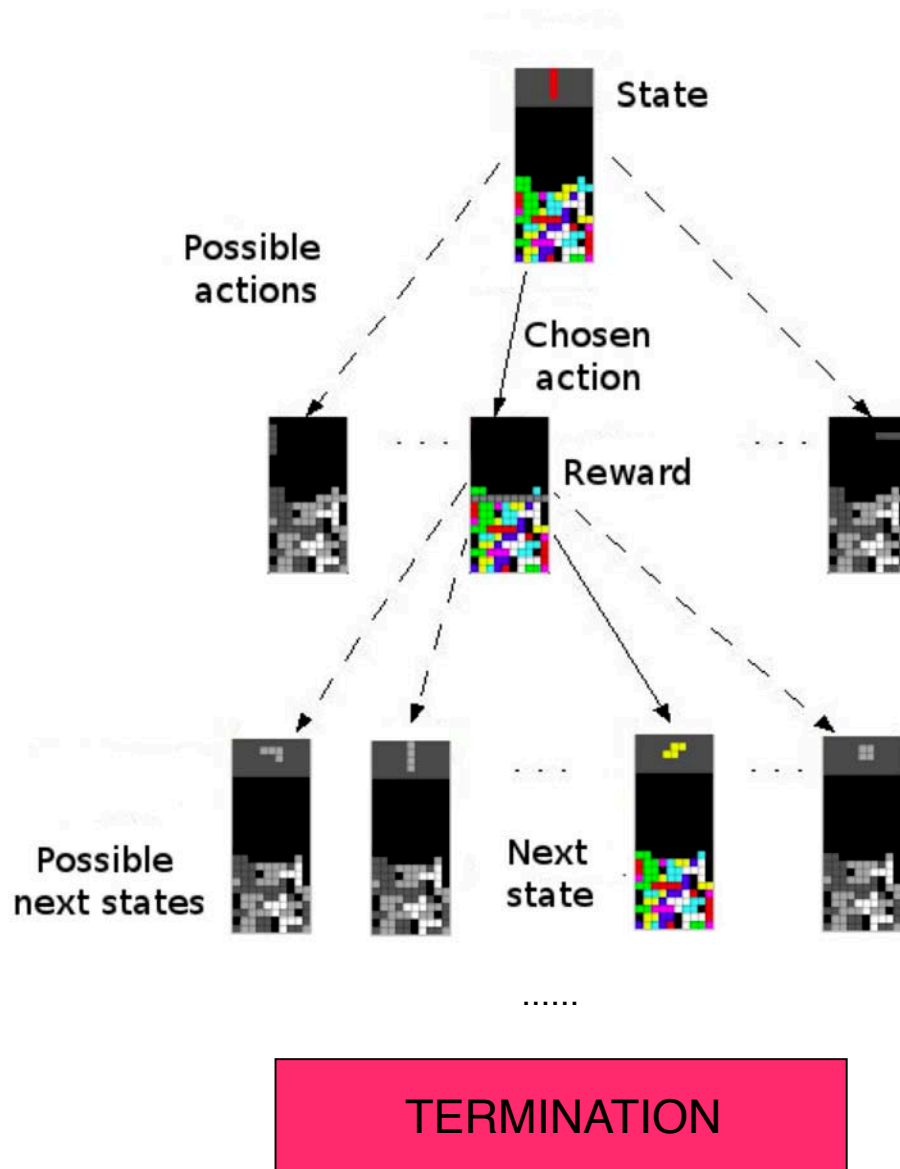 State
Possible
actions
Chosen
action
. . . .
. . . .
Reward
. . . .
. . . .
Possible
next states
Next
state
......
TERMINATION